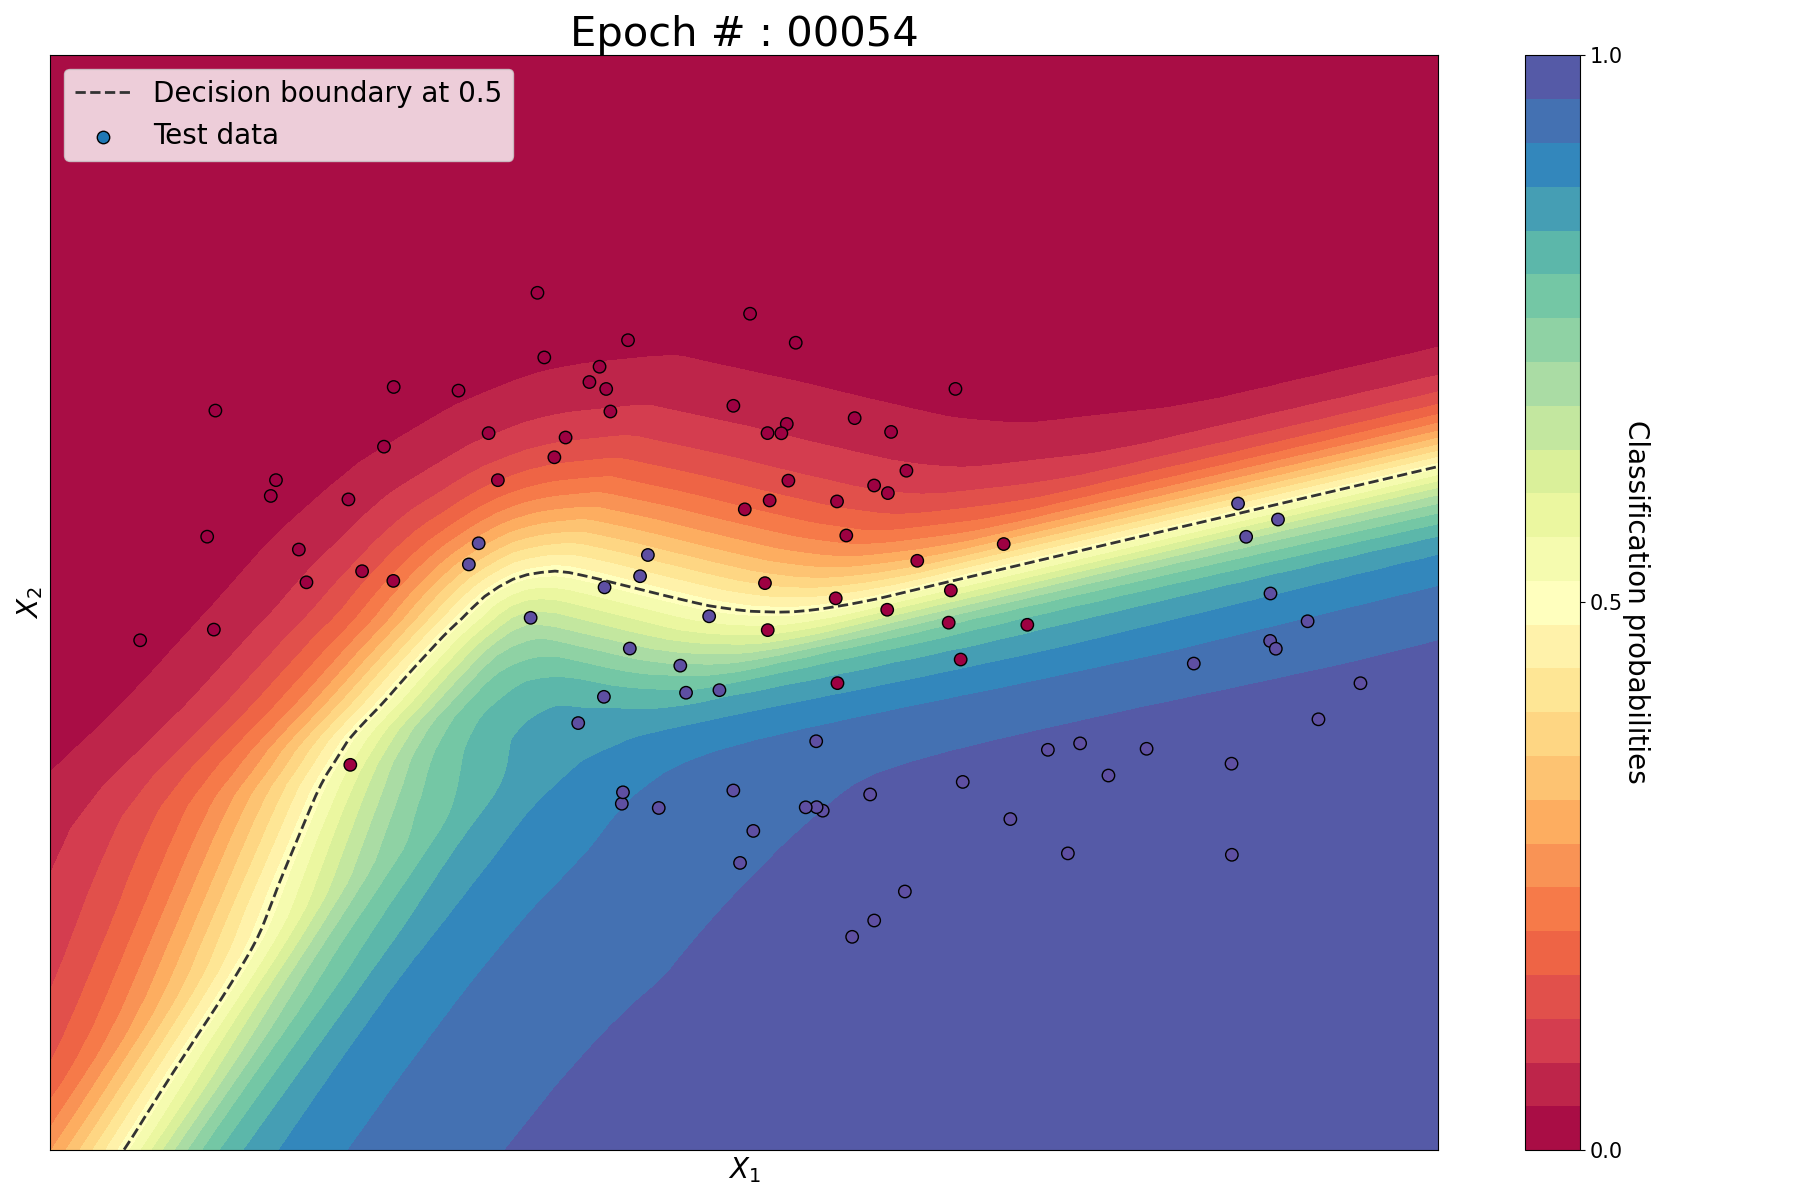 Epoch # : 00054
Decision boundary at 0.5
Test data
X₂
X₁
1.0
0.5
0.0
Classification probabilities